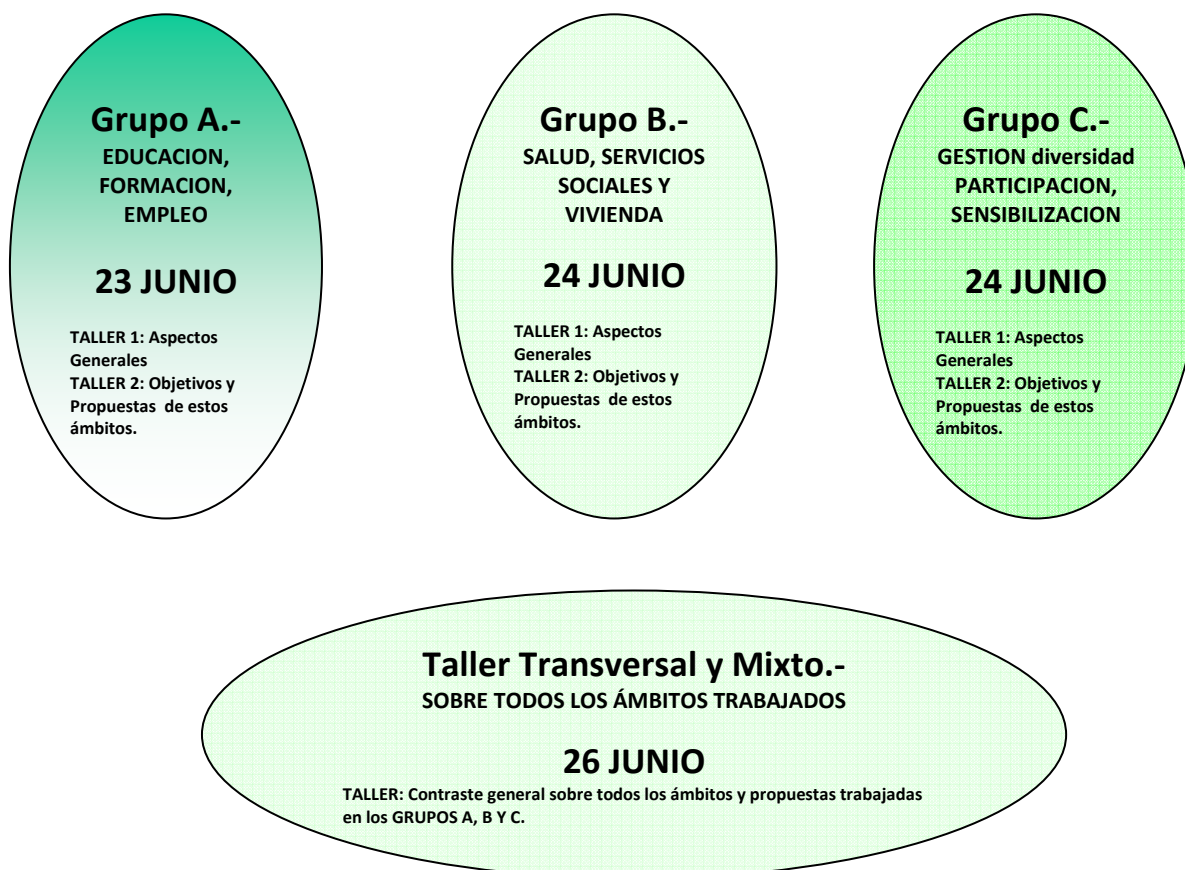 Grupo A.-
EDUCACION,
FORMACION,
EMPLEO
23 JUNIO
TALLER 1: Aspectos
Generales
TALLER 2: Objetivos y
Propuestas de estos
ámbitos.
Grupo B.-
SALUD, SERVICIOS
SOCIALES Y
VIVIENDA
24 JUNIO
TALLER 1: Aspectos
Generales
TALLER 2: Objetivos y
Propuestas de estos
ámbitos.
Grupo C.-
GESTION diversidad
PARTICIPACION,
SENSIBILIZACION
24 JUNIO
TALLER 1: Aspectos
Generales
TALLER 2: Objetivos y
Propuestas de estos
ámbitos.
Taller Transversal y Mixto.-
SOBRE TODOS LOS ÁMBITOS TRABAJADOS
26 JUNIO
TALLER: Contraste general sobre todos los ámbitos y propuestas trabajadas
en los GRUPOS A, B Y C.